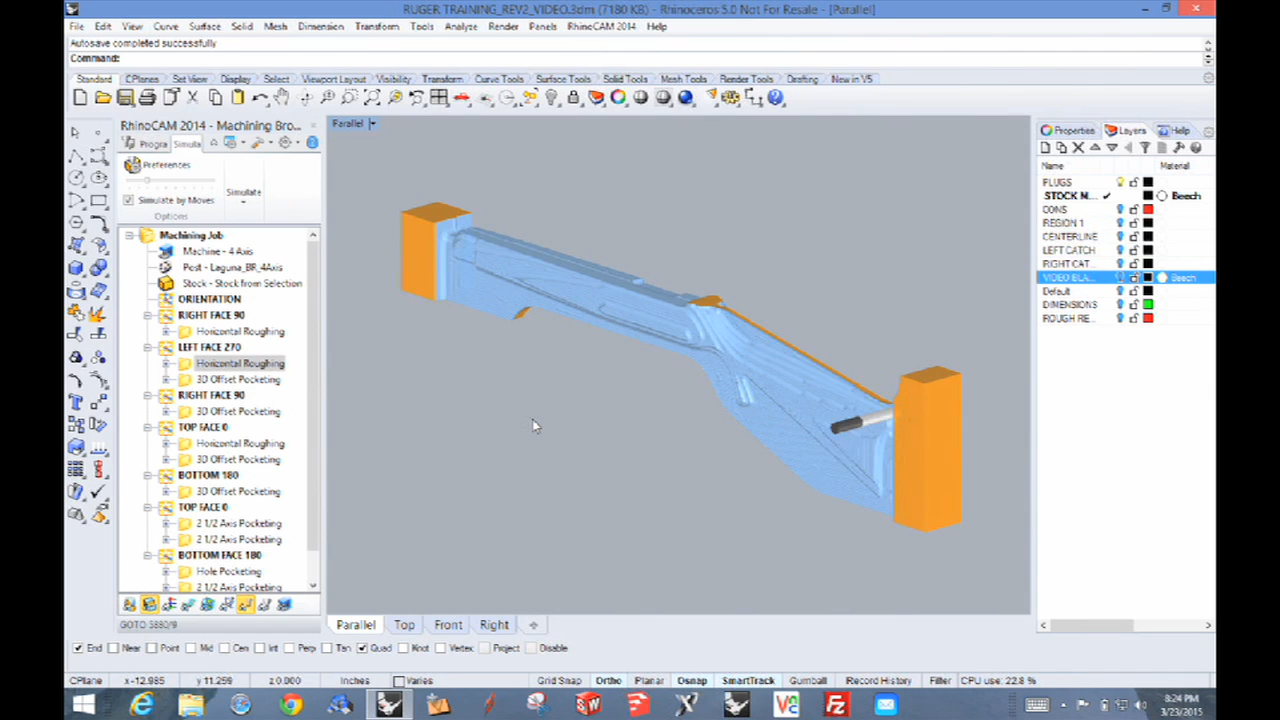 RUGER TRAINING_REV2_VIDEO.3dm (7180 KB) - Rhinoceros 5.0 Not For Resale - [Parallel]
File Edit View Curve Surface Solid Mesh Dimension Transform Tools Analyze Render Panels RhinoCAM 2014 Help
Autosave completed successfully
Command:
Standard CPlanes Set View Display Select Viewport Layout Visibility Transform Curve Tools Surface Tools Solid Tools Mesh Tools Render Tools Drafting New in V5
RhinoCAM 2014 - Machining Bro...
Progra Simula
Preferences
Simulate
Simulate by Moves
Options
Machining Job
Machine - 4 Axis
Post - Laguna_BR_4Axis
Stock - Stock from Selection
ORIENTATION
RIGHT FACE 90
Horizontal Roughing
LEFT FACE 270
Horizontal Roughing
3D Offset Pocketing
RIGHT FACE 90
3D Offset Pocketing
TOP FACE 0
Horizontal Roughing
3D Offset Pocketing
BOTTOM 180
3D Offset Pocketing
TOP FACE 0
2 1/2 Axis Pocketing
2 1/2 Axis Pocketing
BOTTOM FACE 180
Hole Pocketing
2 1/2 Axis Pocketing
GOTO 3880/9
Parallel
Properties Layers Help
Name Material
PLUGS
STOCK M... Beech
CONS
REGION 1
CENTERLINE
LEFT CATCH
RIGHT CAT...
VIDEO BLA... Beech
Default
DIMENSIONS
ROUGH RE...
Parallel Top Front Right
End Near Point Mid Cen Int Perp Tan Quad Knot Vertex Project Disable
CPlane x-12.985 y 11.259 z 0.000 Inches Varies Grid Snap Ortho Planar Osnap SmartTrack Gumball Record History Filter CPU use: 22.8 %
8:24 PM
3/23/2015